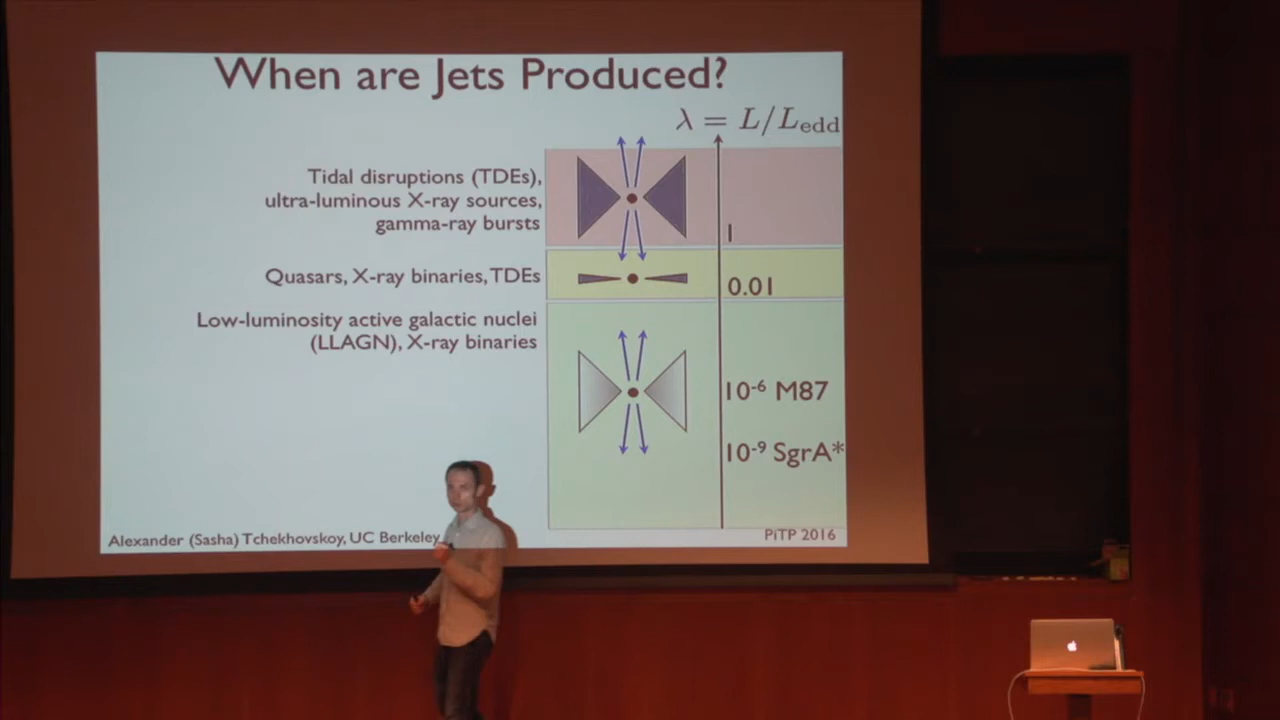 When are Jets Produced?
λ = L/Ledd
Tidal disruptions (TDEs),
ultra-luminous X-ray sources,
gamma-ray bursts
1
Quasars, X-ray binaries, TDEs
0.01
Low-luminosity active galactic nuclei
(LLAGN), X-ray binaries
10⁻⁶ M87
10⁻⁹ SgrA*
Alexander (Sasha) Tchekhovskoy, UC Berkeley
PiTP 2016